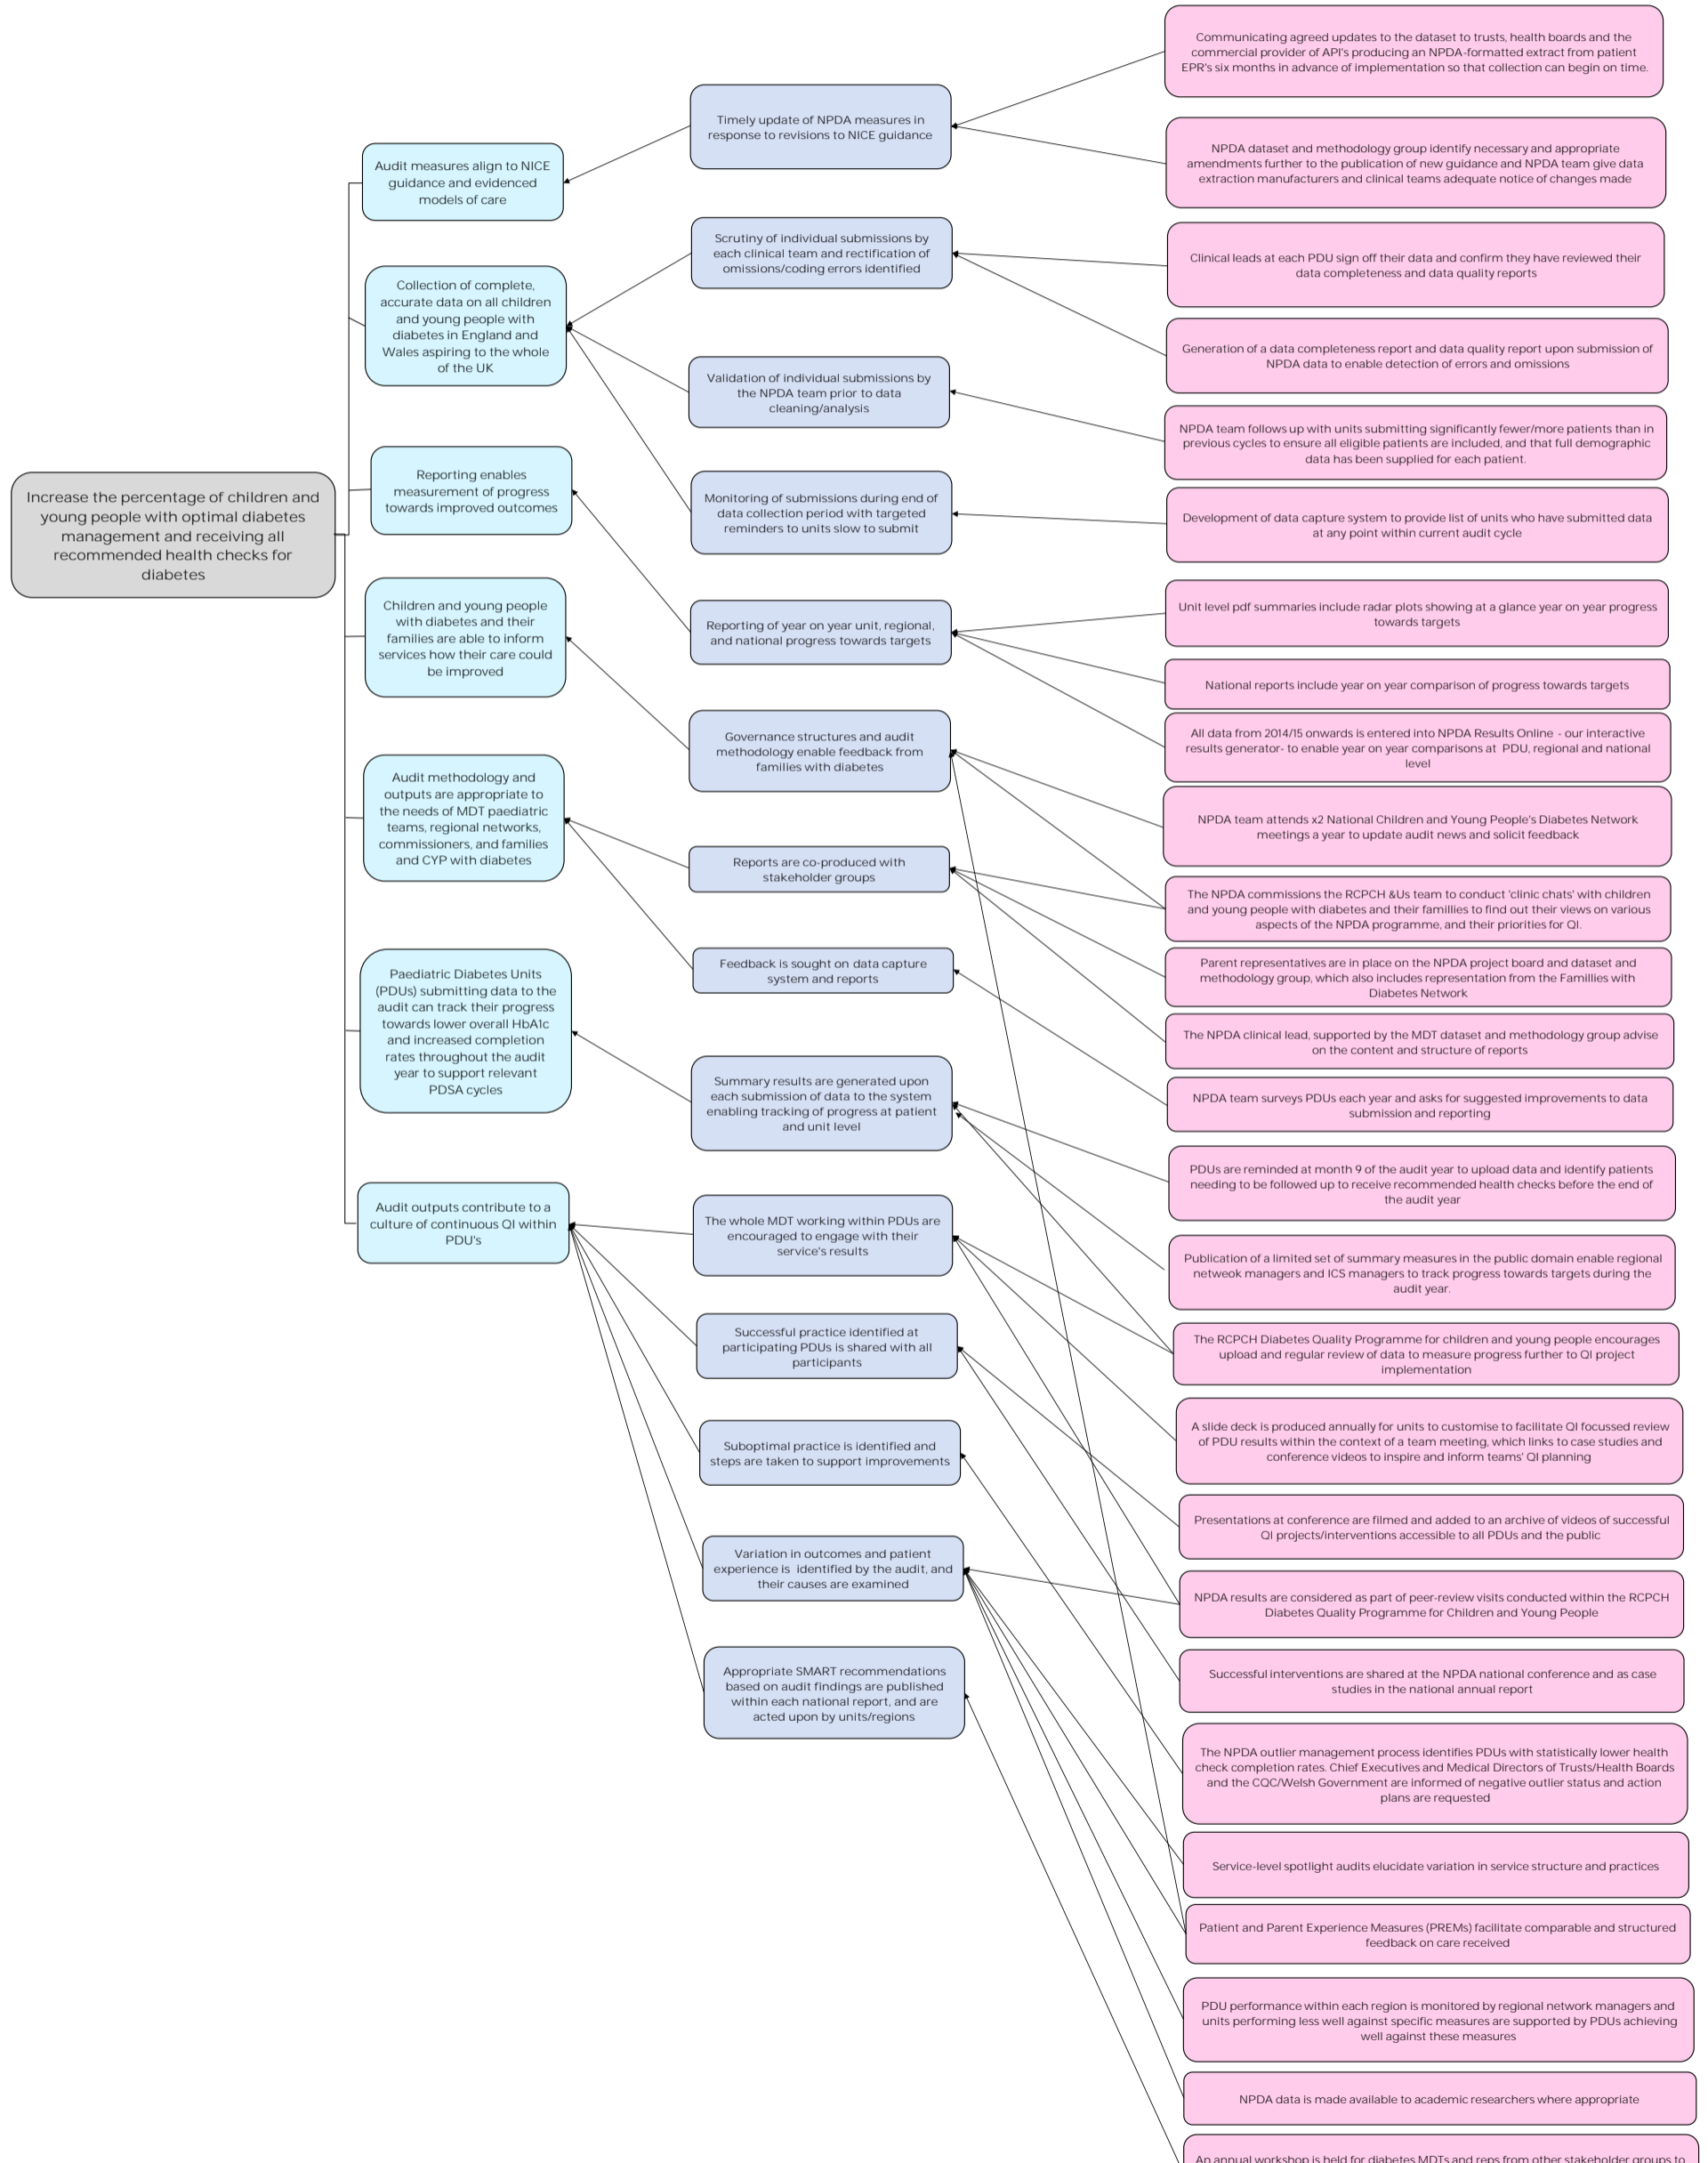 Increase the percentage of children and
young people with optimal diabetes
management and receiving all
recommended health checks for
diabetes
Audit measures align to NICE
guidance and evidenced
models of care
Collection of complete,
accurate data on all children
and young people with
diabetes in England and
Wales aspiring to the whole
of the UK
Reporting enables
measurement of progress
towards improved outcomes
Children and young people
with diabetes and their
families are able to inform
services how their care could
be improved
Audit methodology and
outputs are appropriate to
the needs of MDT paediatric
teams, regional networks,
commissioners, and families
and CYP with diabetes
Paediatric Diabetes Units
(PDUs) submitting data to the
audit can track their progress
towards lower overall HbA1c
and increased completion
rates throughout the audit
year to support relevant
PDSA cycles
Audit outputs contribute to a
culture of continuous QI within
PDU's
Timely update of NPDA measures in
response to revisions to NICE guidance
Scrutiny of individual submissions by
each clinical team and rectification of
omissions/coding errors identified
Validation of individual submissions by
the NPDA team prior to data
cleaning/analysis
Monitoring of submissions during end of
data collection period with targeted
reminders to units slow to submit
Reporting of year on year unit, regional,
and national progress towards targets
Governance structures and audit
methodology enable feedback from
families with diabetes
Reports are co-produced with
stakeholder groups
Feedback is sought on data capture
system and reports
Summary results are generated upon
each submission of data to the system
enabling tracking of progress at patient
and unit level
The whole MDT working within PDUs are
encouraged to engage with their
service's results
Successful practice identified at
participating PDUs is shared with all
participants
Suboptimal practice is identified and
steps are taken to support improvements
Variation in outcomes and patient
experience is identified by the audit, and
their causes are examined
Appropriate SMART recommendations
based on audit findings are published
within each national report, and are
acted upon by units/regions
Communicating agreed updates to the dataset to trusts, health boards and the
commercial provider of API's producing an NPDA-formatted extract from patient
EPR's six months in advance of implementation so that collection can begin on time.
NPDA dataset and methodology group identify necessary and appropriate
amendments further to the publication of new guidance and NPDA team give data
extraction manufacturers and clinical teams adequate notice of changes made
Clinical leads at each PDU sign off their data and confirm they have reviewed their
data completeness and data quality reports
Generation of a data completeness report and data quality report upon submission of
NPDA data to enable detection of errors and omissions
NPDA team follows up with units submitting significantly fewer/more patients than in
previous cycles to ensure all eligible patients are included, and that full demographic
data has been supplied for each patient.
Development of data capture system to provide list of units who have submitted data
at any point within current audit cycle
Unit level pdf summaries include radar plots showing at a glance year on year progress
towards targets
National reports include year on year comparison of progress towards targets
All data from 2014/15 onwards is entered into NPDA Results Online - our interactive
results generator- to enable year on year comparisons at PDU, regional and national
level
NPDA team attends x2 National Children and Young People's Diabetes Network
meetings a year to update audit news and solicit feedback
The NPDA commissions the RCPCH &Us team to conduct 'clinic chats' with children
and young people with diabetes and their famillies to find out their views on various
aspects of the NPDA programme, and their priorities for QI.
Parent representatives are in place on the NPDA project board and dataset and
methodology group, which also includes representation from the Famillies with
Diabetes Network
The NPDA clinical lead, supported by the MDT dataset and methodology group advise
on the content and structure of reports
NPDA team surveys PDUs each year and asks for suggested improvements to data
submission and reporting
PDUs are reminded at month 9 of the audit year to upload data and identify patients
needing to be followed up to receive recommended health checks before the end of
the audit year
Publication of a limited set of summary measures in the public domain enable regional
netweok managers and ICS managers to track progress towards targets during the
audit year.
The RCPCH Diabetes Quality Programme for children and young people encourages
upload and regular review of data to measure progress further to QI project
implementation
A slide deck is produced annually for units to customise to facilitate QI focussed review
of PDU results within the context of a team meeting, which links to case studies and
conference videos to inspire and inform teams' QI planning
Presentations at conference are filmed and added to an archive of videos of successful
QI projects/interventions accessible to all PDUs and the public
NPDA results are considered as part of peer-review visits conducted within the RCPCH
Diabetes Quality Programme for Children and Young People
Successful interventions are shared at the NPDA national conference and as case
studies in the national annual report
The NPDA outlier management process identifies PDUs with statistically lower health
check completion rates. Chief Executives and Medical Directors of Trusts/Health Boards
and the CQC/Welsh Government are informed of negative outlier status and action
plans are requested
Service-level spotlight audits elucidate variation in service structure and practices
Patient and Parent Experience Measures (PREMs) facilitate comparable and structured
feedback on care received
PDU performance within each region is monitored by regional network managers and
units performing less well against specific measures are supported by PDUs achieving
well against these measures
NPDA data is made available to academic researchers where appropriate
An annual workshop is held for diabetes MDTs and reps from other stakeholder groups to